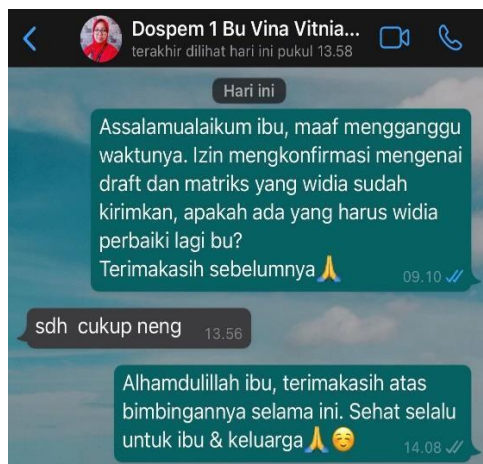 Dospem 1 Bu Vina Vitnia...
terakhir dilihat hari ini pukul 13.58
Hari ini
Assalamualaikum ibu, maaf mengganggu
waktunya. Izin mengkonfirmasi mengenai
draft dan matriks yang widia sudah
kirimkan, apakah ada yang harus widia
perbaiki lagi bu?
Terimakasih sebelumnya🙏
09.10
sdh cukup neng 13.56
Alhamdulillah ibu, terimakasih atas
bimbingannya selama ini. Sehat selalu
untuk ibu & keluarga🙏☺️
14.08